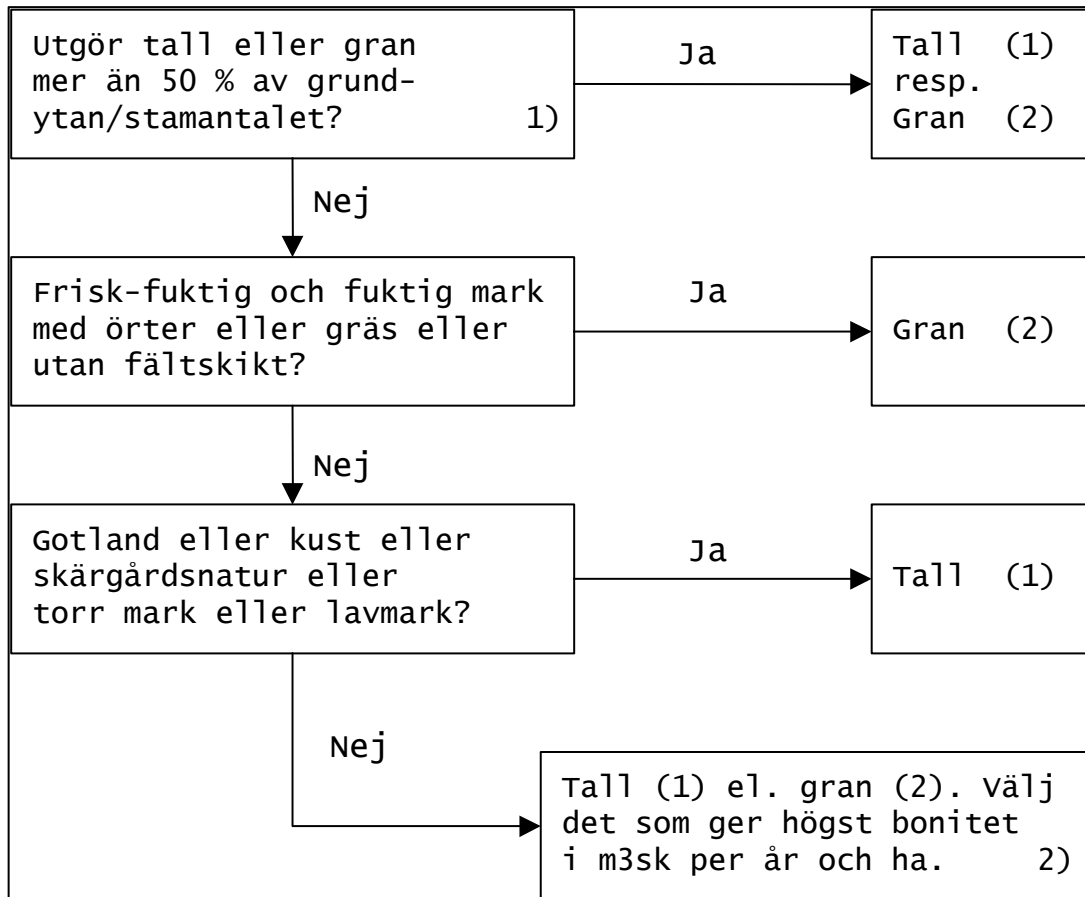 Utgör tall eller gran
mer än 50 % av grund-
ytan/stamantalet? 1)
Ja
Tall (1)
resp.
Gran (2)
Nej
Frisk-fuktig och fuktig mark
med örter eller gräs eller
utan fältskikt?
Ja
Gran (2)
Nej
Gotland eller kust eller
skärgårdsnatur eller
torr mark eller lavmark?
Ja
Tall (1)
Nej
Tall (1) el. gran (2). Välj
det som ger högst bonitet
i m3sk per år och ha. 2)